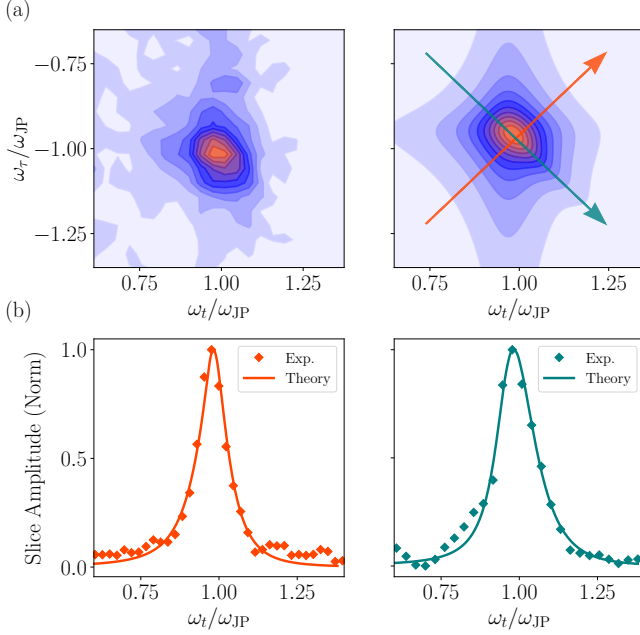 (a)
ω_τ/ω_JP
−0.75
−1.00
−1.25
0.75 1.00 1.25
ω_t/ω_JP
0.75 1.00 1.25
ω_t/ω_JP
(b)
Slice Amplitude (Norm)
1.0
0.5
0.0
Exp.
Theory
0.75 1.00 1.25
ω_t/ω_JP
Exp.
Theory
0.75 1.00 1.25
ω_t/ω_JP